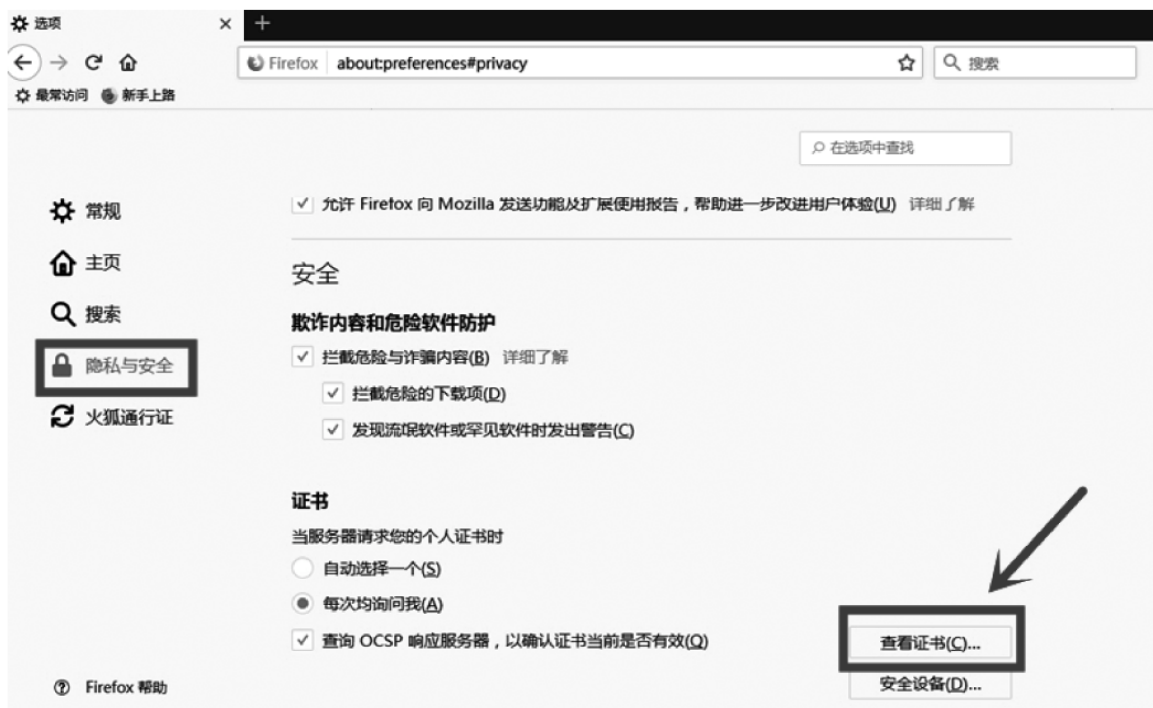 选项
Firefox about:preferences#privacy 搜索
最常访问 新手上路
在选项中查找
常规
主页
搜索
隐私与安全
火狐通行证
Firefox 帮助
允许 Firefox 向 Mozilla 发送功能及扩展使用报告，帮助进一步改进用户体验(U) 详细了解
安全
欺诈内容和危险软件防护
拦截危险与诈骗内容(B) 详细了解
拦截危险的下载项(D)
发现流氓软件或罕见软件时发出警告(C)
证书
当服务器请求您的个人证书时
自动选择一个(S)
每次均询问我(A)
查询 OCSP 响应服务器，以确认证书当前是否有效(Q)
查看证书(C)...
安全设备(D)...